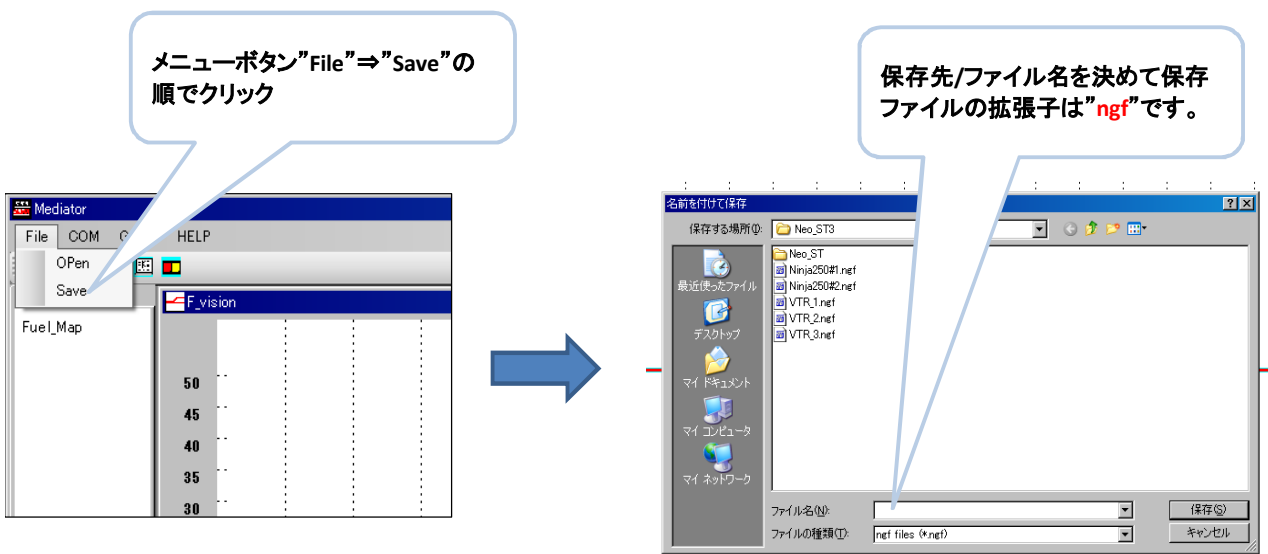 メニューボタン”File”⇒”Save”の
順でクリック
保存先/ファイル名を決めて保存
ファイルの拡張子は”ngf”です。
Mediator
File COM HELP
OPen
Save
F_vision
Fuel_Map
50
45
40
35
30
名前を付けて保存
保存する場所(I):
Neo_ST3
Neo_ST
Ninja250#1.ngf
Ninja250#2.ngf
VTR_1.ngf
VTR_2.ngf
VTR_3.ngf
最近使ったファイル
デスクトップ
マイ ドキュメント
マイ コンピュータ
マイ ネットワーク
ファイル名(N):
保存(S)
ファイルの種類(T):
ngf files (*.ngf)
キャンセル